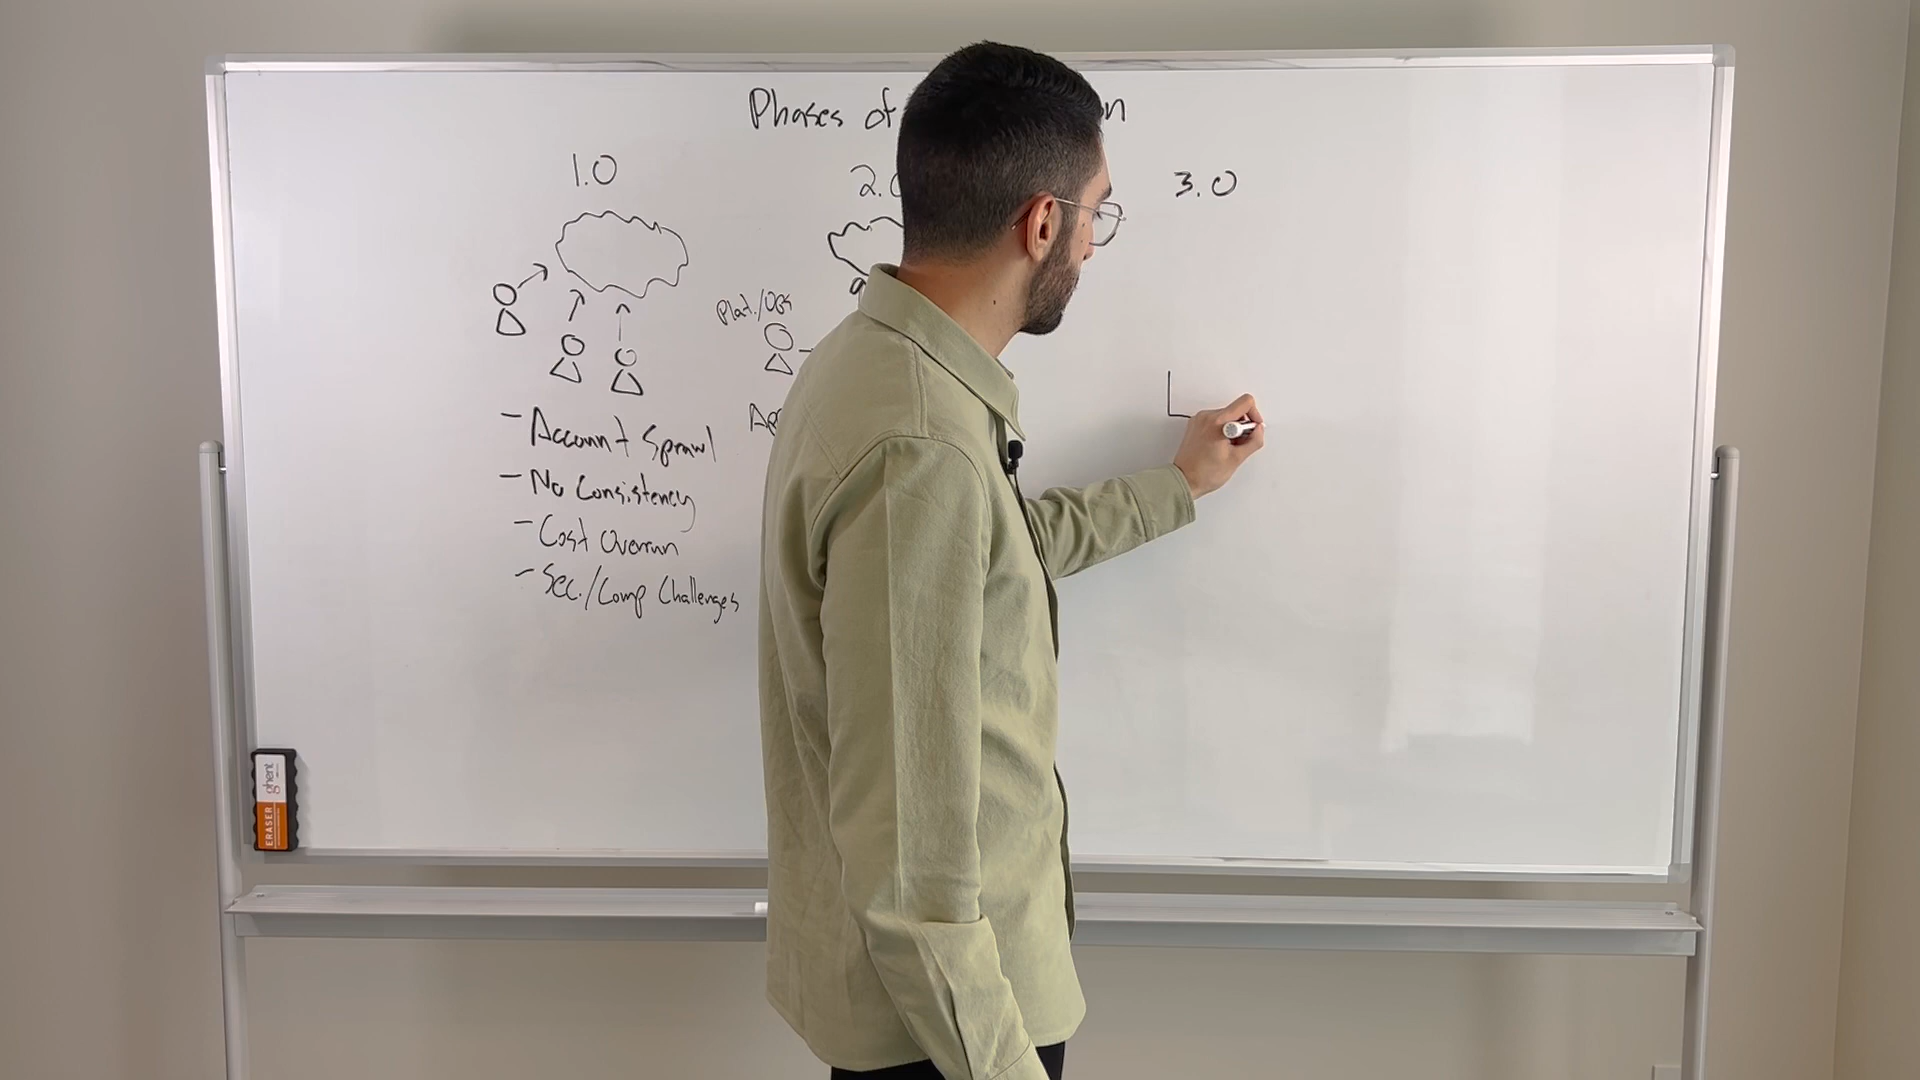 Phases of
1.0
2.0
3.0
Plat./OBS
- Account Sprawl
- No Consistency
- Cost Overrun
- Sec./Comp Challenges
ghent
ERASER